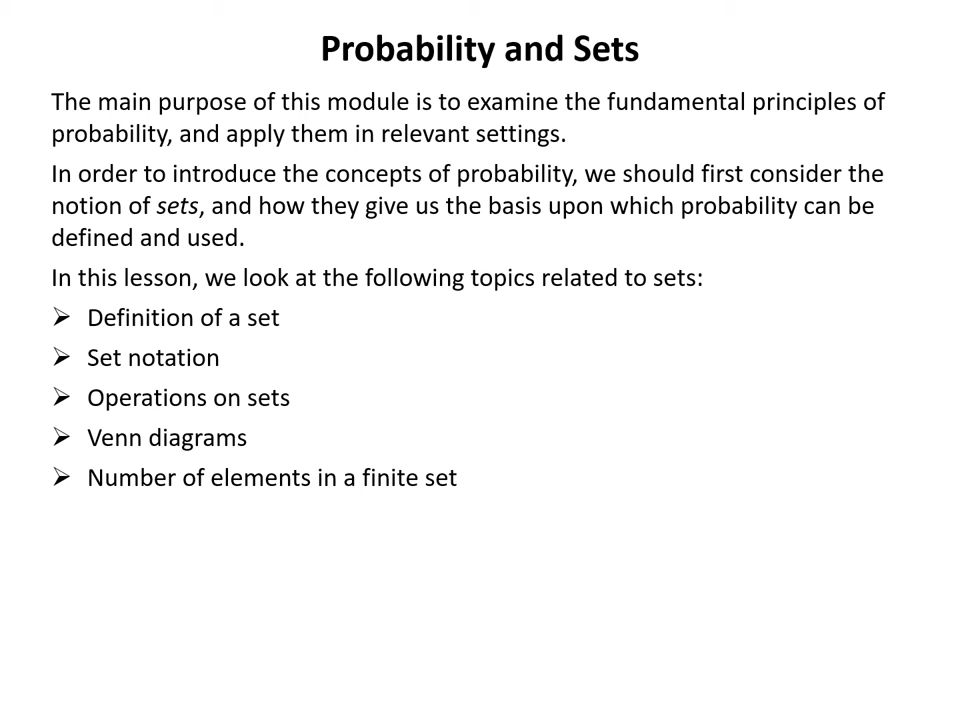 Probability and Sets
The main purpose of this module is to examine the fundamental principles of
probability, and apply them in relevant settings.
In order to introduce the concepts of probability, we should first consider the
notion of sets, and how they give us the basis upon which probability can be
defined and used.
In this lesson, we look at the following topics related to sets:
➢ Definition of a set
➢ Set notation
➢ Operations on sets
➢ Venn diagrams
➢ Number of elements in a finite set